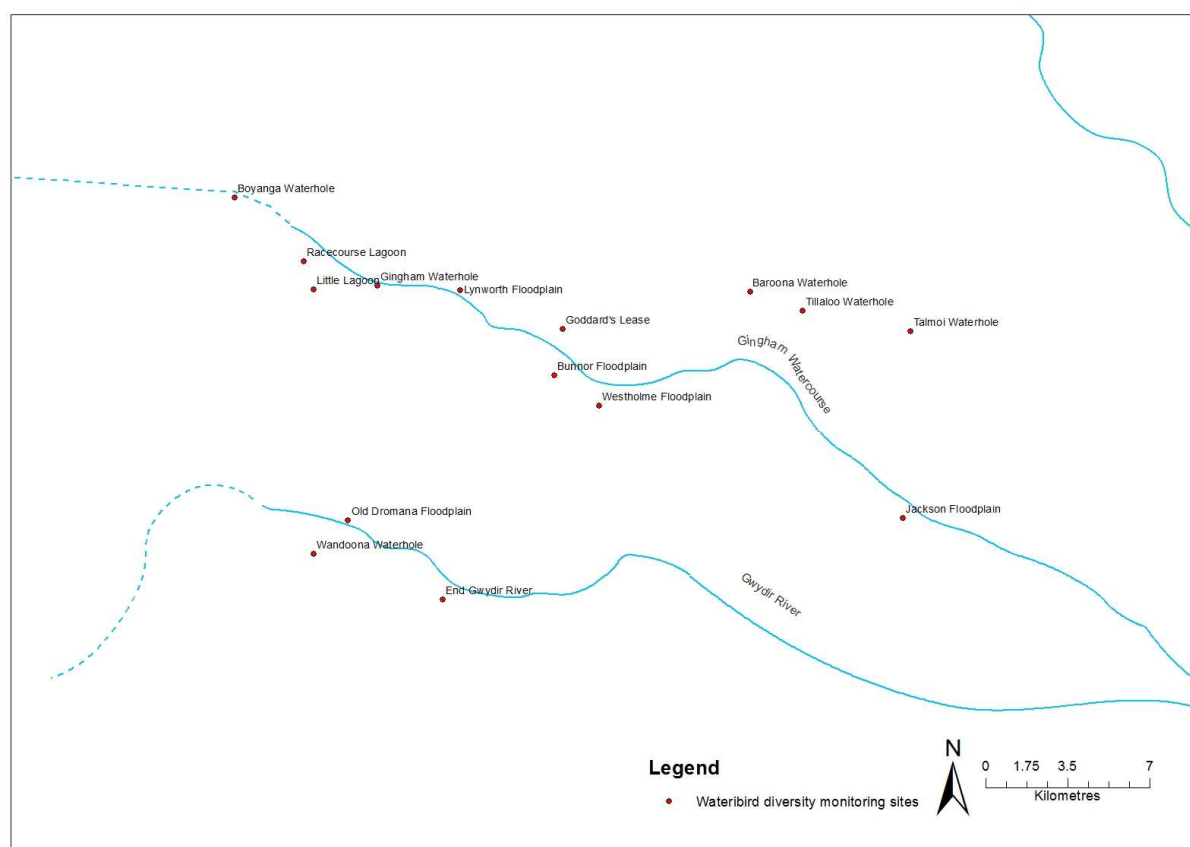 Boyanga Waterhole
Racecourse Lagoon
Little Lagoon
Gingham Waterhole
Lynworth Floodplain
Goddard's Lease
Bunnor Floodplain
Westholme Floodplain
Baroona Waterhole
Tillaloo Waterhole
Talmoi Waterhole
Gingham Watercourse
Jackson Floodplain
Old Dromana Floodplain
Wandoona Waterhole
End Gwydir River
Gwydir River
Legend
Wateribird diversity monitoring sites
N
0 1.75 3.5 7
Kilometres